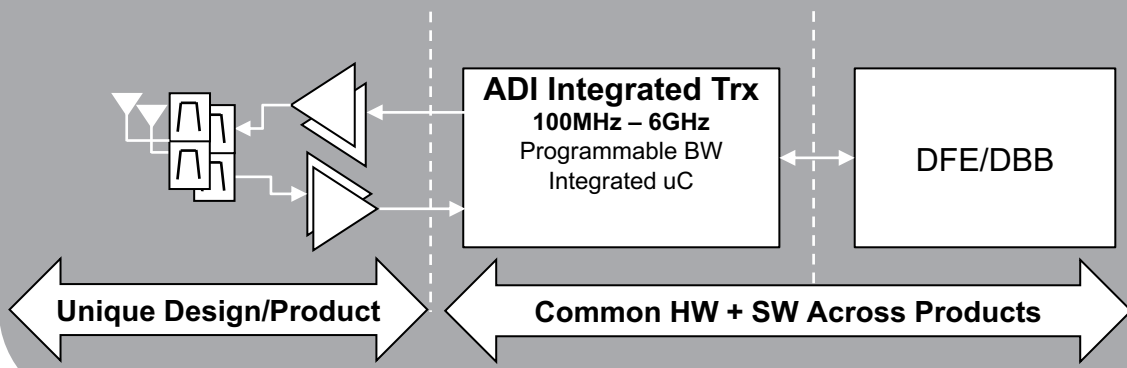 ADI Integrated Trx
100MHz – 6GHz
Programmable BW
Integrated uC
DFE/DBB
Unique Design/Product
Common HW + SW Across Products